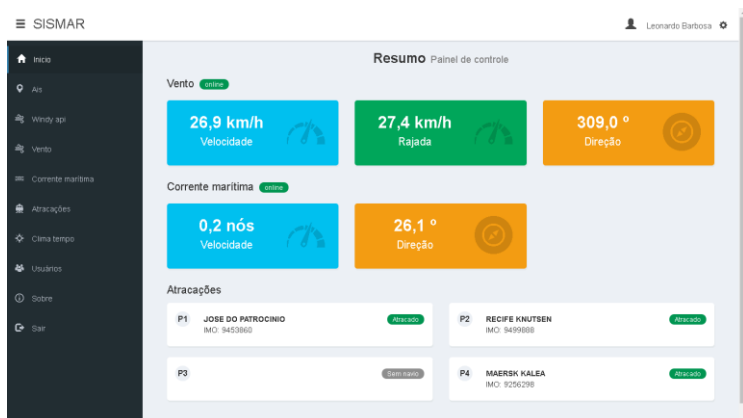 ☰ SISMAR
Leonardo Barbosa
Inicio
Ais
Windy api
Vento
Corrente maritima
Atracações
Clima tempo
Usuários
Sobre
Sair
Resumo Painel de controle
Vento online
26,9 km/h
Velocidade
27,4 km/h
Rajada
309,0 °
Direção
Corrente maritima online
0,2 nós
Velocidade
26,1 °
Direção
Atracações
P1 JOSE DO PATROCINIO Atracado
IMO: 9453860
P2 RECIFE KNUTSEN Atracado
IMO: 9499888
P3 Sem navio
P4 MAERSK KALEA Atracado
IMO: 9256298